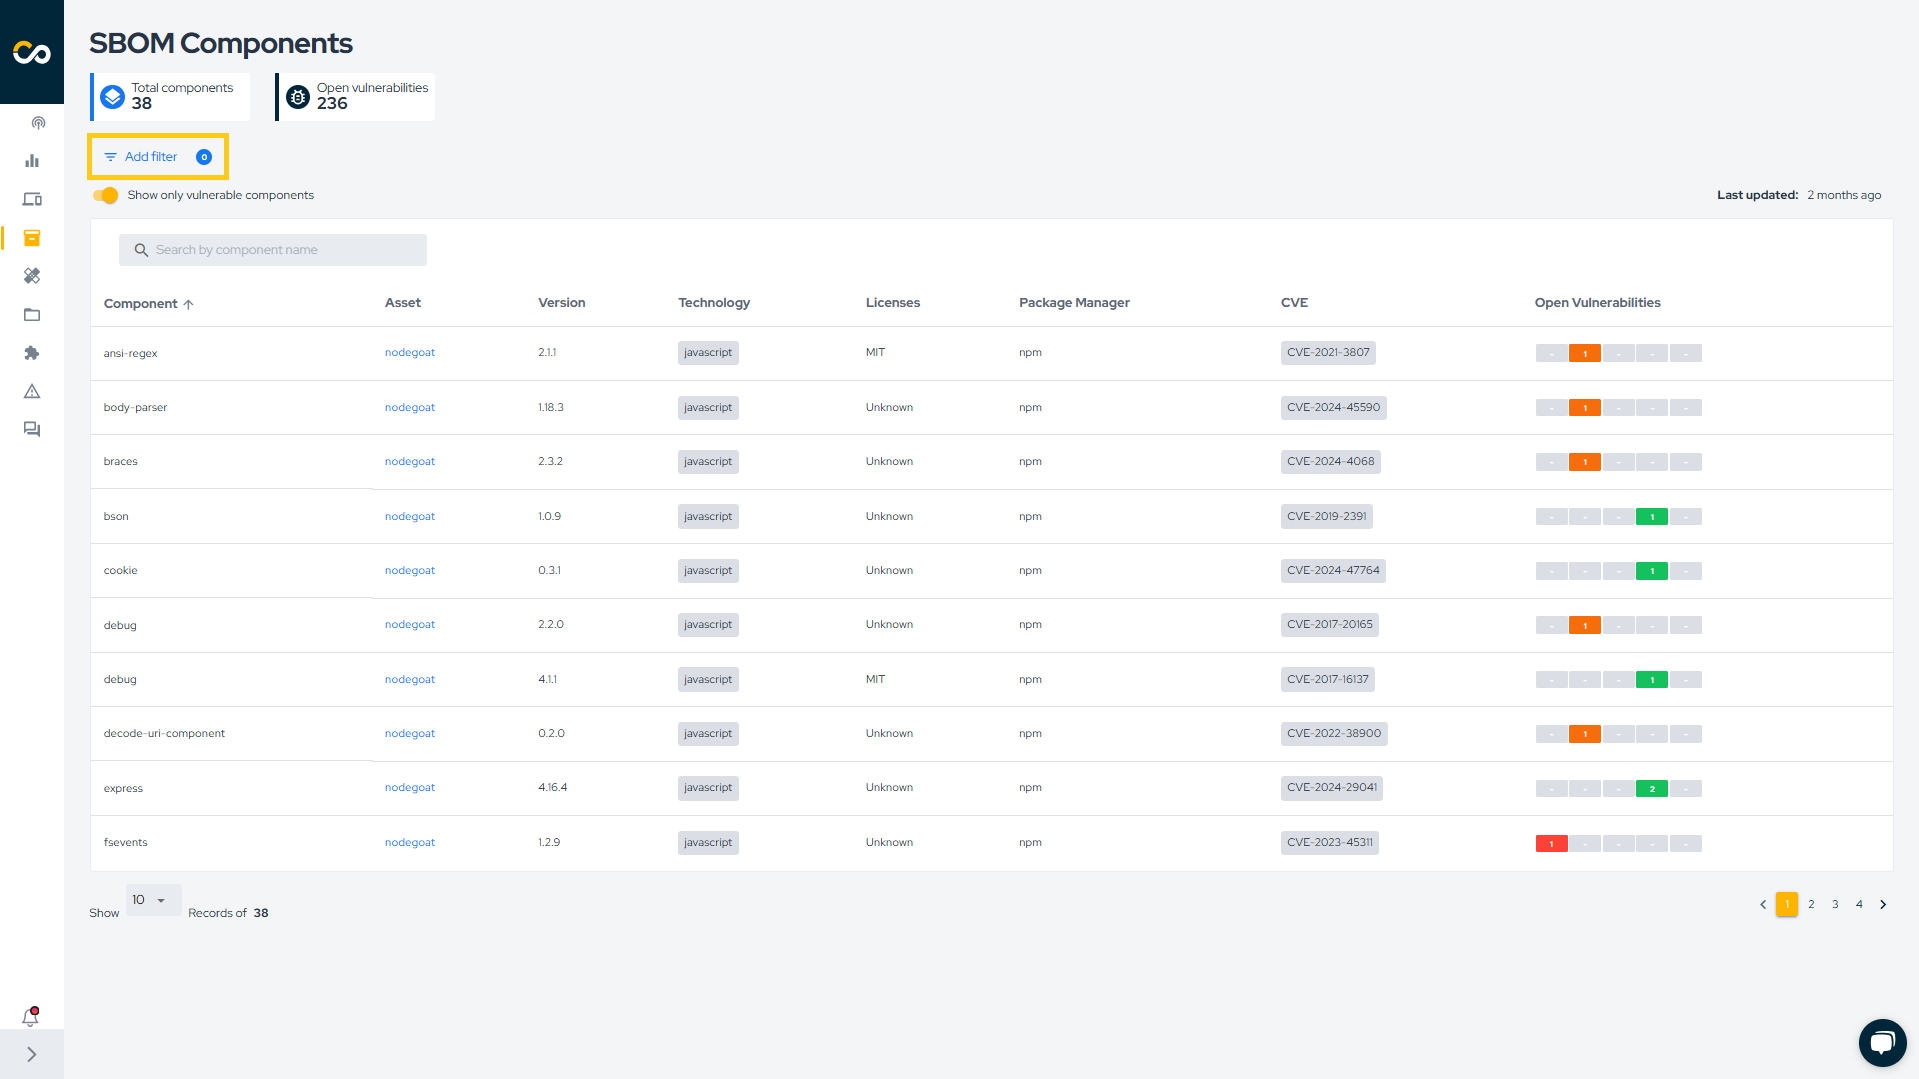 SBOM Components
Total components
38
Open vulnerabilities
236
Add filter 0
Show only vulnerable components
Last updated: 2 months ago
Search by component name
Component Asset Version Technology Licenses Package Manager CVE Open Vulnerabilities
ansi-regex nodegoat 2.1.1 javascript MIT npm CVE-2021-3807 - 1 - - -
body-parser nodegoat 1.18.3 javascript Unknown npm CVE-2024-45590 - 1 - - -
braces nodegoat 2.3.2 javascript Unknown npm CVE-2024-4068 - 1 - - -
bson nodegoat 1.0.9 javascript Unknown npm CVE-2019-2391 - - - 1 -
cookie nodegoat 0.3.1 javascript Unknown npm CVE-2024-47764 - - - 1 -
debug nodegoat 2.2.0 javascript Unknown npm CVE-2017-20165 - 1 - - -
debug nodegoat 4.1.1 javascript MIT npm CVE-2017-16137 - - - 1 -
decode-uri-component nodegoat 0.2.0 javascript Unknown npm CVE-2022-38900 - 1 - - -
express nodegoat 4.16.4 javascript Unknown npm CVE-2024-29041 - - - 2 -
fsevents nodegoat 1.2.9 javascript Unknown npm CVE-2023-45311 1 - - - -
Show 10 Records of 38
1 2 3 4